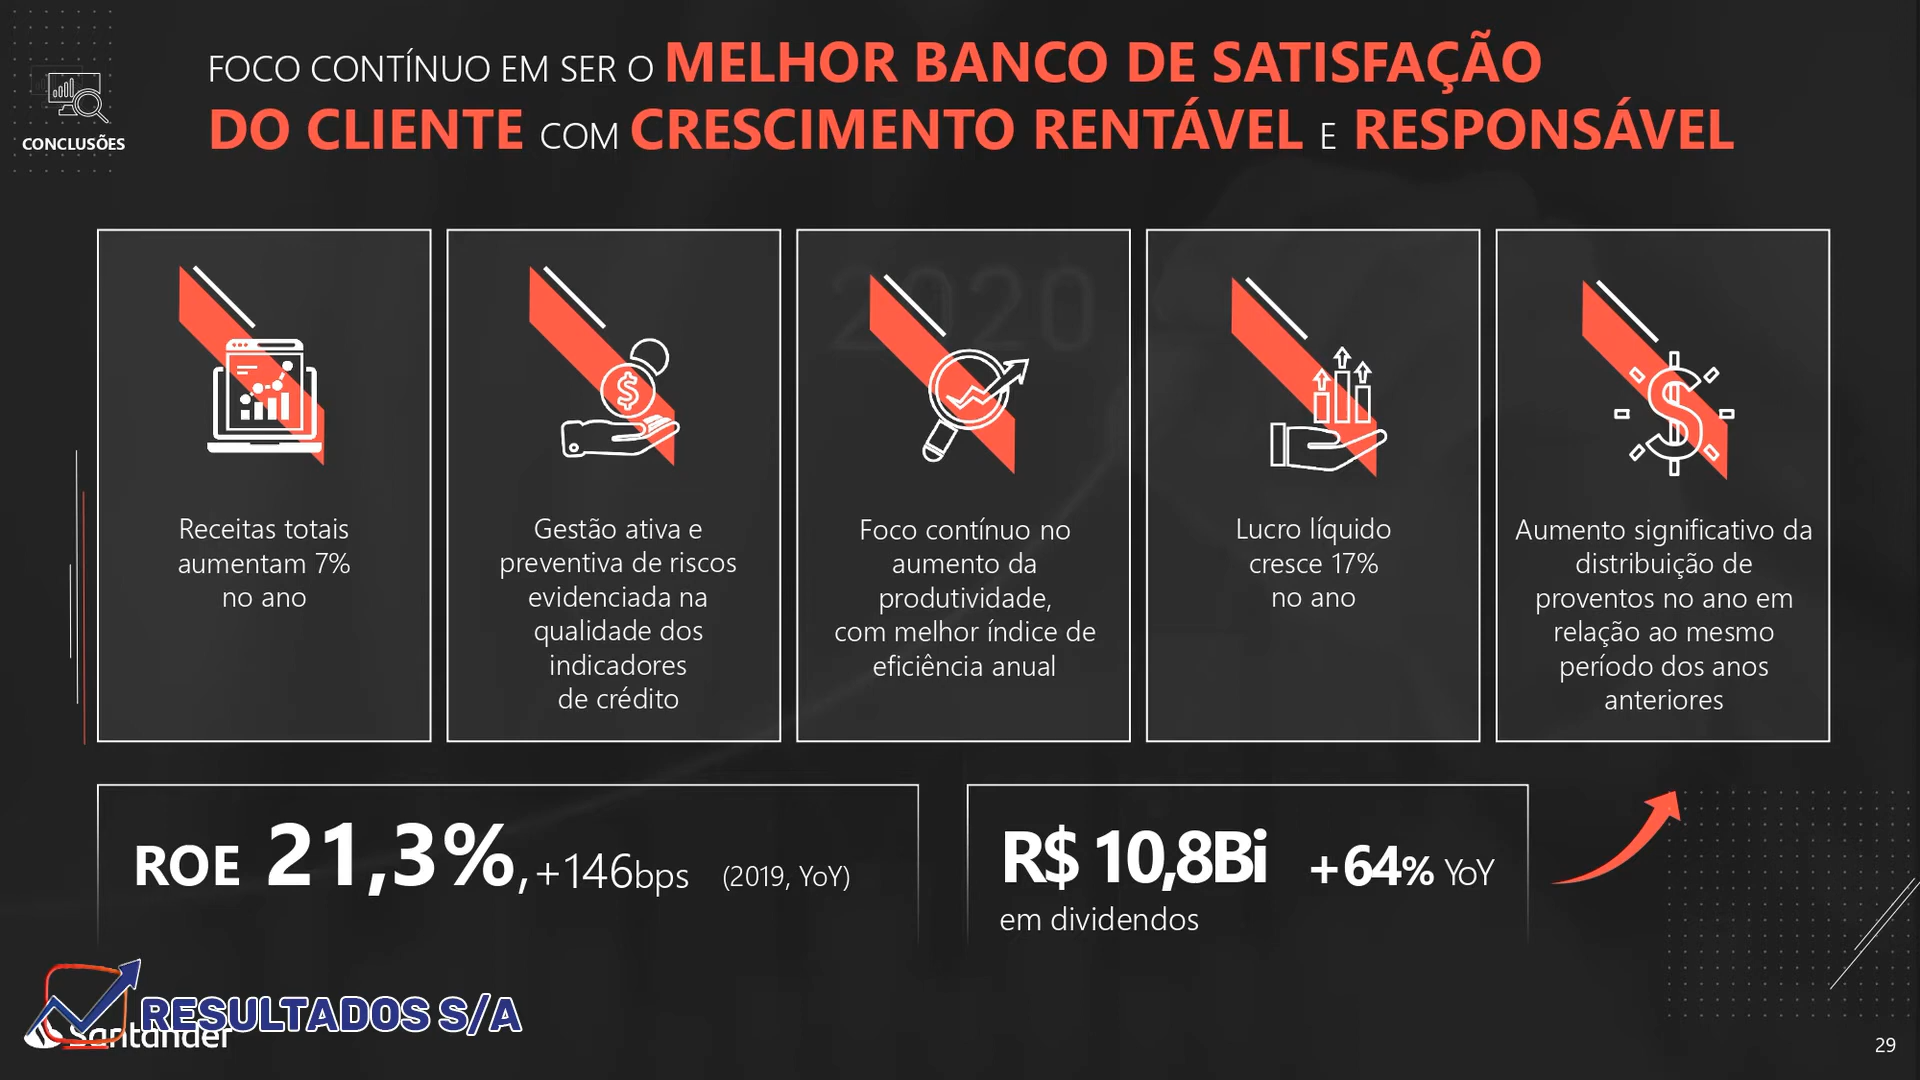 CONCLUSÕES
FOCO CONTÍNUO EM SER O MELHOR BANCO DE SATISFAÇÃO
DO CLIENTE COM CRESCIMENTO RENTÁVEL E RESPONSÁVEL
2020
Receitas totais
aumentam 7%
no ano
Gestão ativa e
preventiva de riscos
evidenciada na
qualidade dos
indicadores
de crédito
Foco contínuo no
aumento da
produtividade,
com melhor índice de
eficiência anual
Lucro líquido
cresce 17%
no ano
Aumento significativo da
distribuição de
proventos no ano em
relação ao mesmo
período dos anos
anteriores
ROE 21,3%, +146bps (2019, YoY)
R$ 10,8Bi +64% YoY
em dividendos
RESULTADOS S/A
Santander
29